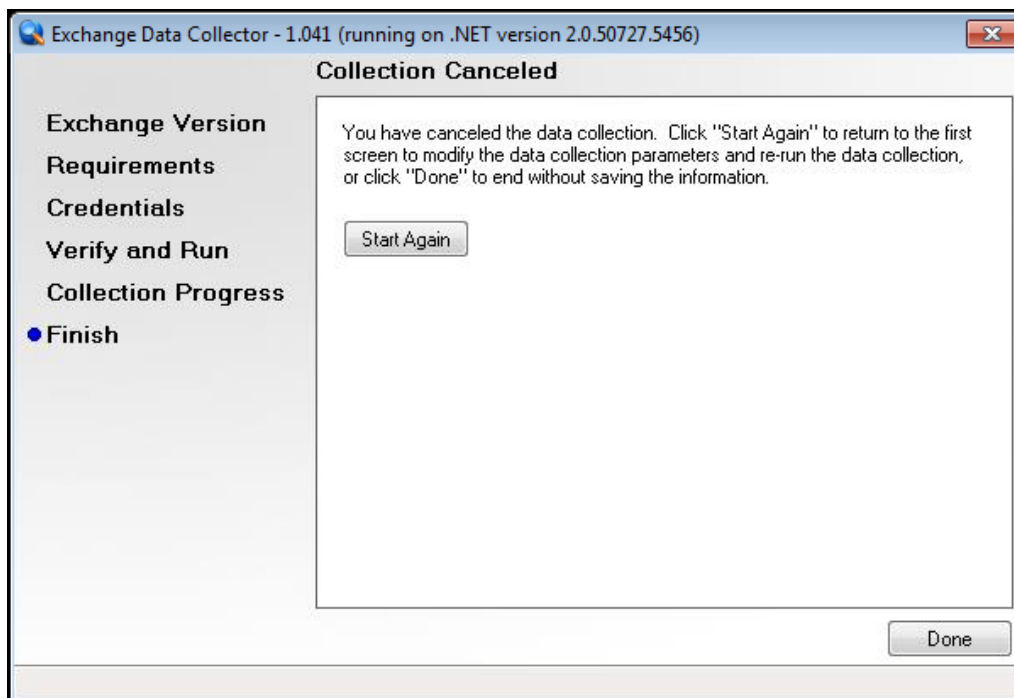 Exchange Data Collector - 1.041 (running on .NET version 2.0.50727.5456)
Collection Canceled
Exchange Version
Requirements
Credentials
Verify and Run
Collection Progress
Finish
You have canceled the data collection. Click "Start Again" to return to the first
screen to modify the data collection parameters and re-run the data collection,
or click "Done" to end without saving the information.
Start Again
Done